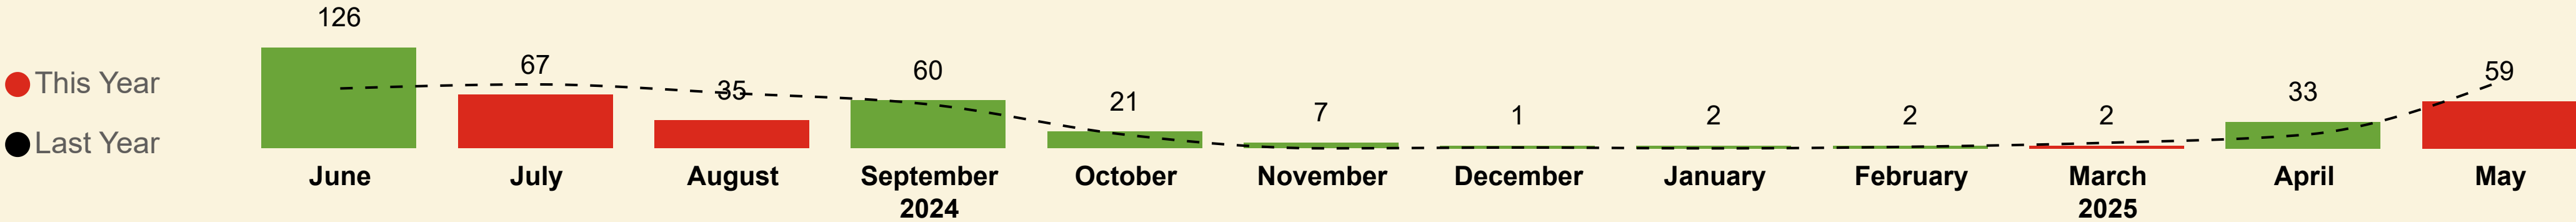 126
67
35
60
21
7
1
2
2
2
33
59
This Year
Last Year
June
July
August
September
October
November
December
January
February
March
April
May
2024
2025